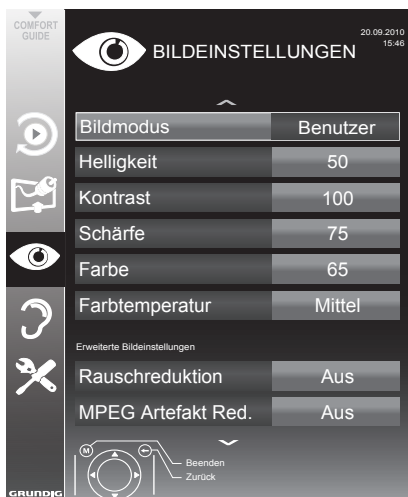 COMFORT
GUIDE
20.09.2010
15:46
BILDEINSTELLUNGEN
Bildmodus Benutzer
Helligkeit 50
Kontrast 100
Schärfe 75
Farbe 65
Farbtemperatur Mittel
Erweiterte Bildeinstellungen
Rauschreduktion Aus
MPEG Artefakt Red. Aus
M
Beenden
Zurück
GRUNDIG